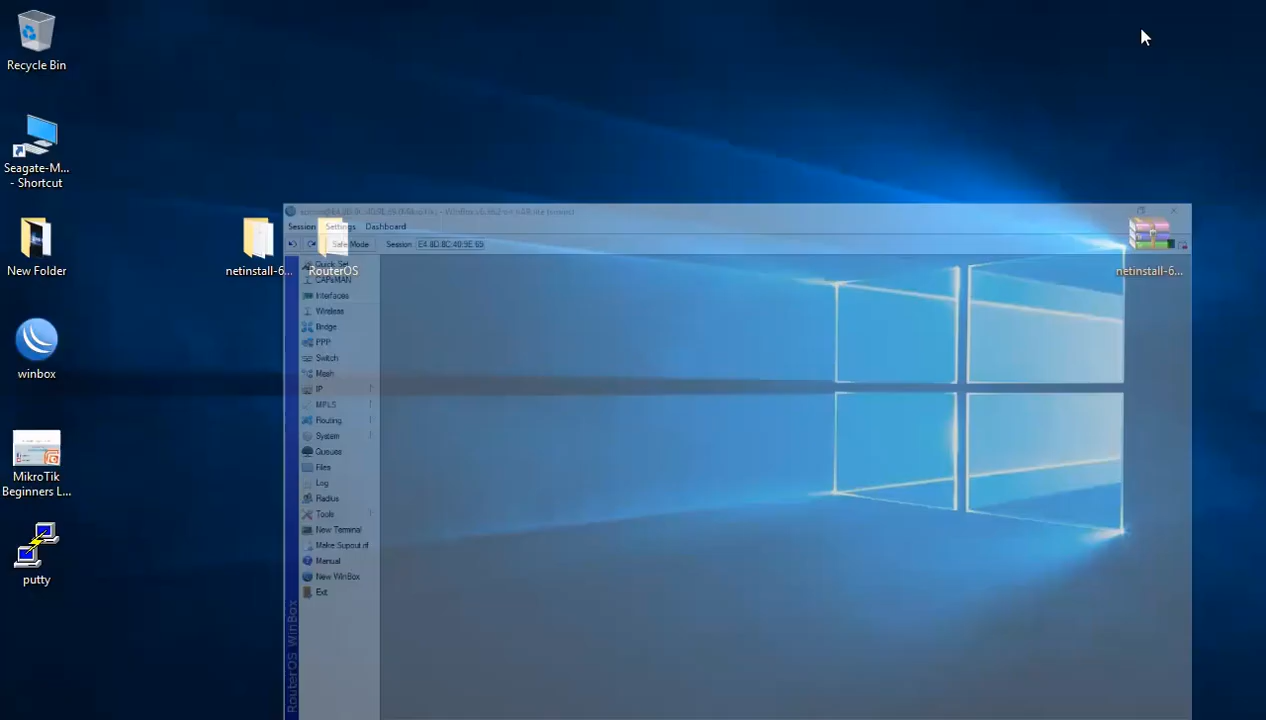 Recycle Bin
Seagate-M...
- Shortcut
New Folder
winbox
MikroTik
Beginners L...
putty
netinstall-6...
RouterOS
netinstall-6...
Session Settings Dashboard
Safe Mode Session: E4:8D:8C:40:9E:65
Quick Set
CAPsMAN
Interfaces
Wireless
Bridge
PPP
Switch
Mesh
IP
MPLS
Routing
System
Queues
Files
Log
Radius
Tools
New Terminal
Make Supout.rif
Manual
New WinBox
Exit
RouterOS WinBox